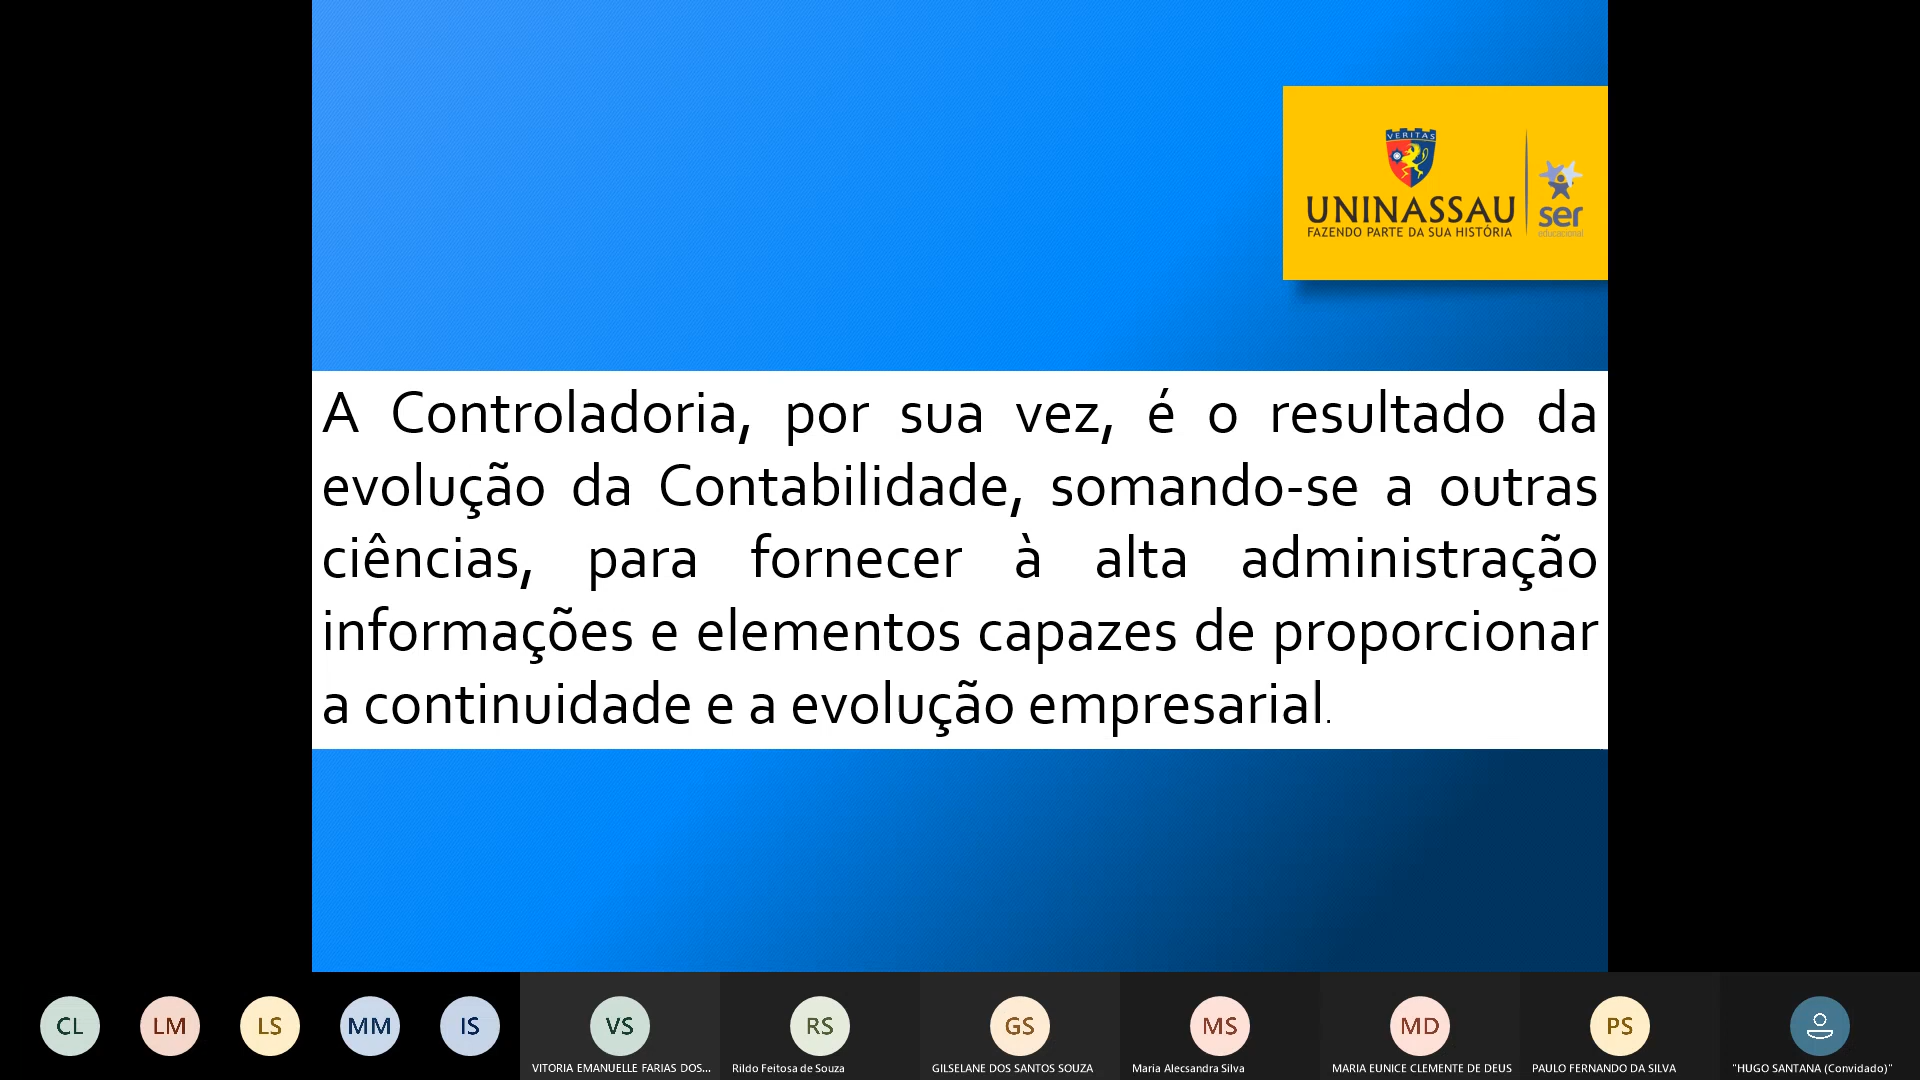 VERITAS
UNINASSAU
FAZENDO PARTE DA SUA HISTÓRIA
ser
educacional
A Controladoria, por sua vez, é o resultado da
evolução da Contabilidade, somando-se a outras
ciências, para fornecer à alta administração
informações e elementos capazes de proporcionar
a continuidade e a evolução empresarial.
CL LM LS MM IS VS RS GS MS MD PS
VITORIA EMANUELLE FARIAS DOS... Rildo Feitosa de Souza GILSELANE DOS SANTOS SOUZA Maria Alecsandra Silva MARIA EUNICE CLEMENTE DE DEUS PAULO FERNANDO DA SILVA "HUGO SANTANA (Convidado)"